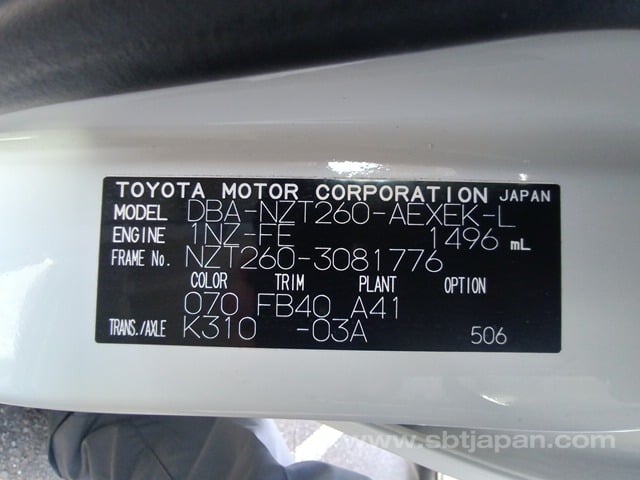 TOYOTA MOTOR CORPORATION JAPAN
MODEL DBA-NZT260-AEXEK-L
ENGINE 1NZ-FE 1496 mL
FRAME No. NZT260-3081776
COLOR TRIM PLANT OPTION
070 FB40 A41
TRANS./AXLE K310 -03A 506
www.sbtjapan.com